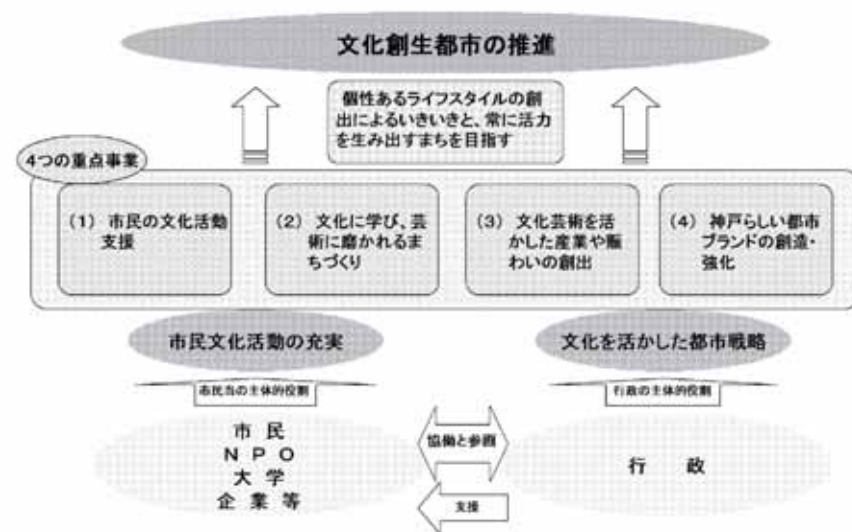 文化創生都市の推進
個性あるライフスタイルの創
出によるいきいきと、常に活力
を生み出すまちを目指す
4つの重点事業
(1) 市民の文化活動
支援
(2) 文化に学び、芸
術に磨かれるま
ちづくり
(3) 文化芸術を活
かした産業や賑
わいの創出
(4) 神戸らしい都市
ブランドの創造・
強化
市民文化活動の充実
文化を活かした都市戦略
市民当の主体的役割
行政の主体的役割
市 民
N P O
大 学
企 業 等
協働と参画
行 政
支援